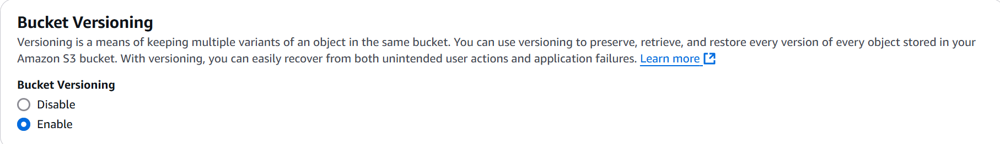 Bucket Versioning
Versioning is a means of keeping multiple variants of an object in the same bucket. You can use versioning to preserve, retrieve, and restore every version of every object stored in your
Amazon S3 bucket. With versioning, you can easily recover from both unintended user actions and application failures. Learn more
Bucket Versioning
Disable
Enable